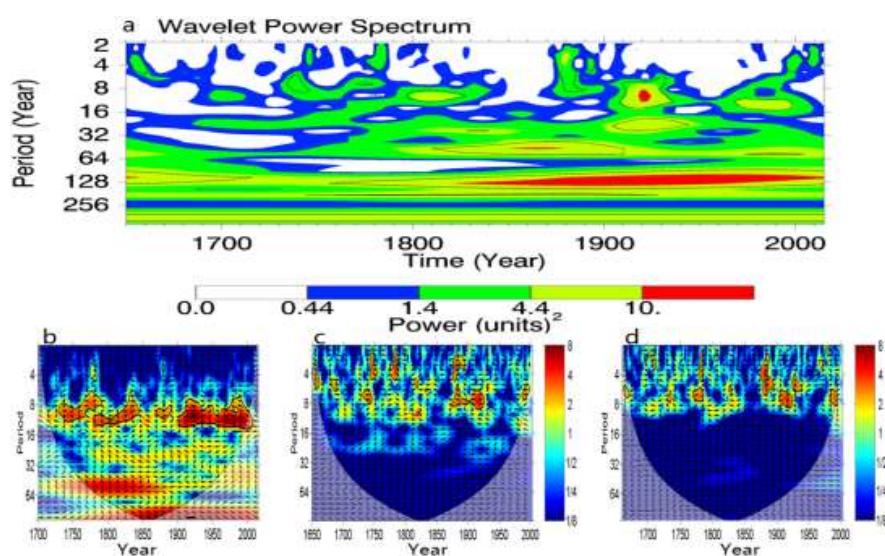 a Wavelet Power Spectrum
Period (Year)
2
4
8
16
32
64
128
256
1700 1800 1900 2000
Time (Year)
0.0 0.44 1.4 4.4 10.
Power (units)²
b c d
Period
4
8
16
32
64
1700 1750 1800 1850 1900 1950 2000
Year
Period
4
8
16
32
64
1650 1700 1750 1800 1850 1900 1950 2000
Year
8
4
2
1
1/2
1/4
1/8
Period
4
8
16
32
64
1700 1750 1800 1850 1900 1950 2000
Year
8
4
2
1
1/2
1/4
1/8